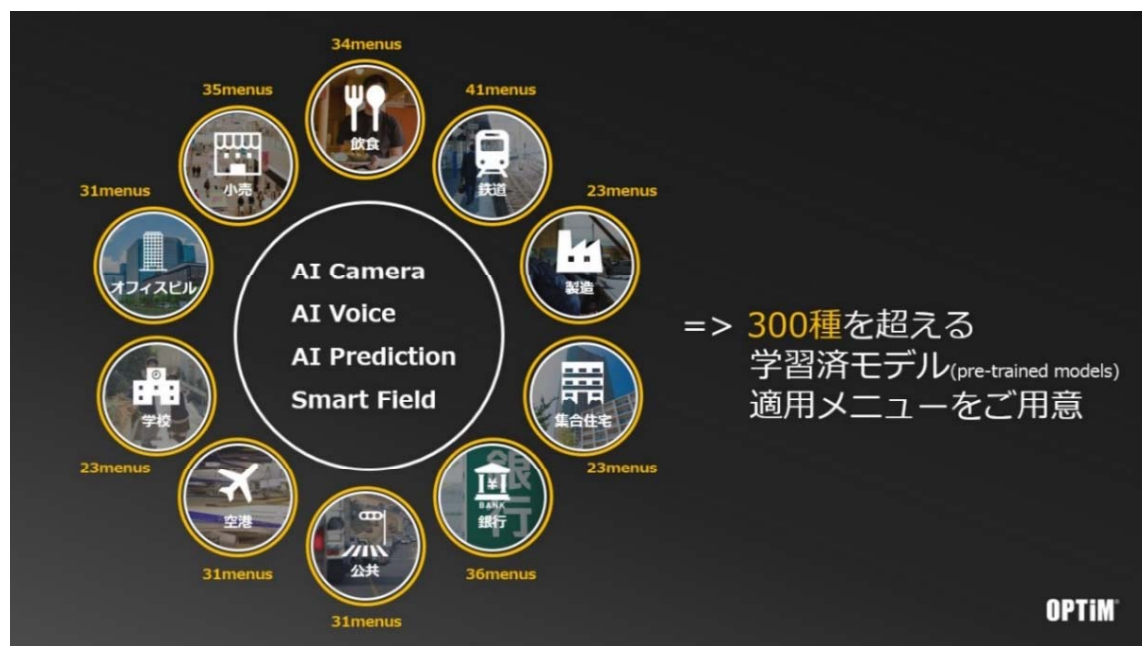 34menus
飲食
41menus
鉄道
23menus
製造
23menus
集合住宅
36menus
¥
BANK
銀行
銀行
31menus
公共
31menus
空港
23menus
学校
31menus
オフィスビル
35menus
小売
AI Camera
AI Voice
AI Prediction
Smart Field
=> 300種を超える
学習済モデル(pre-trained models)
適用メニューをご用意
OPTiM